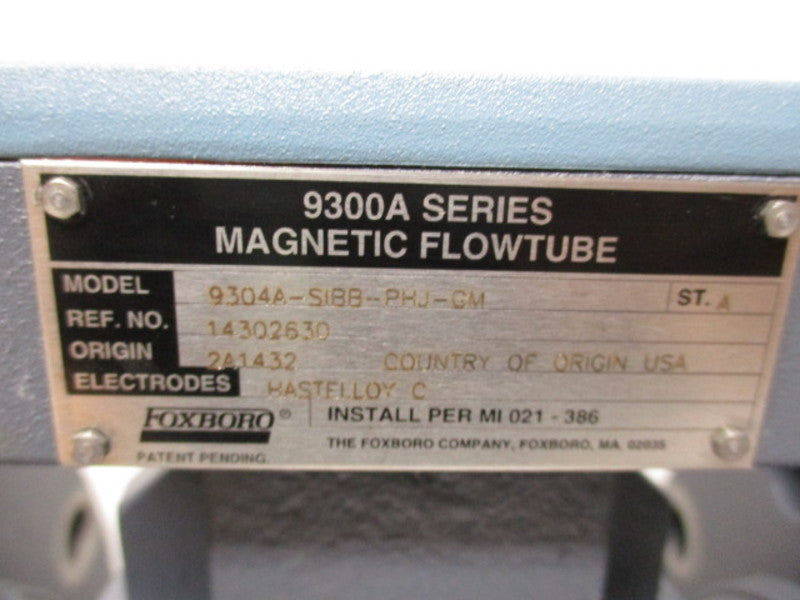 9300A SERIES
MAGNETIC FLOWTUBE
MODEL 9304A-SIBB-PHJ-GM ST. A
REF. NO. 14302630
ORIGIN 2A1432 COUNTRY OF ORIGIN USA
ELECTRODES HASTELLOY C
FOXBORO® INSTALL PER MI 021 - 386
THE FOXBORO COMPANY, FOXBORO, MA. 02035
PATENT PENDING.